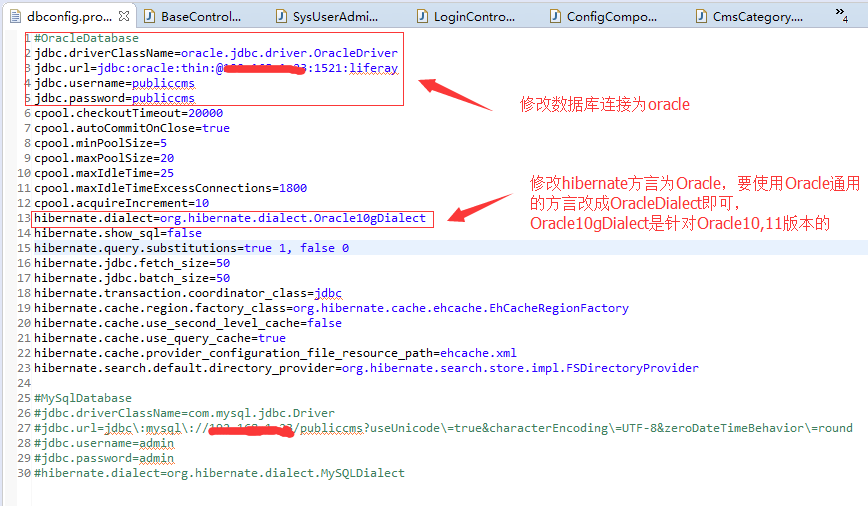 dbconfig.pro...
BaseControl...
SysUserAdmi...
LoginContro...
ConfigCompo...
CmsCategory....
»
4
1 #OracleDatabase
2 jdbc.driverClassName=oracle.jdbc.driver.OracleDriver
3 jdbc.url=jdbc:oracle:thin:@ :1521:liferay
4 jdbc.username=publiccms
5 jdbc.password=publiccms
6 cpool.checkoutTimeout=20000
7 cpool.autoCommitOnClose=true
8 cpool.minPoolSize=5
9 cpool.maxPoolSize=20
10 cpool.maxIdleTime=25
11 cpool.maxIdleTimeExcessConnections=1800
12 cpool.acquireIncrement=10
13 hibernate.dialect=org.hibernate.dialect.Oracle10gDialect
14 hibernate.show_sql=false
15 hibernate.query.substitutions=true 1, false 0
16 hibernate.jdbc.fetch_size=50
17 hibernate.jdbc.batch_size=50
18 hibernate.transaction.coordinator_class=jdbc
19 hibernate.cache.region.factory_class=org.hibernate.cache.ehcache.EhCacheRegionFactory
20 hibernate.cache.use_second_level_cache=false
21 hibernate.cache.use_query_cache=true
22 hibernate.cache.provider_configuration_file_resource_path=ehcache.xml
23 hibernate.search.default.directory_provider=org.hibernate.search.store.impl.FSDirectoryProvider
24
25 #MySqlDatabase
26 #jdbc.driverClassName=com.mysql.jdbc.Driver
27 #jdbc.url=jdbc\:mysql\:// /publiccms?useUnicode\=true&characterEncoding\=UTF-8&zeroDateTimeBehavior\=round
28 #jdbc.username=admin
29 #jdbc.password=admin
30 #hibernate.dialect=org.hibernate.dialect.MySQLDialect
修改数据库连接为oracle
修改hibernate方言为Oracle，要使用Oracle通用
的方言改成OracleDialect即可，
Oracle10gDialect是针对Oracle10,11版本的